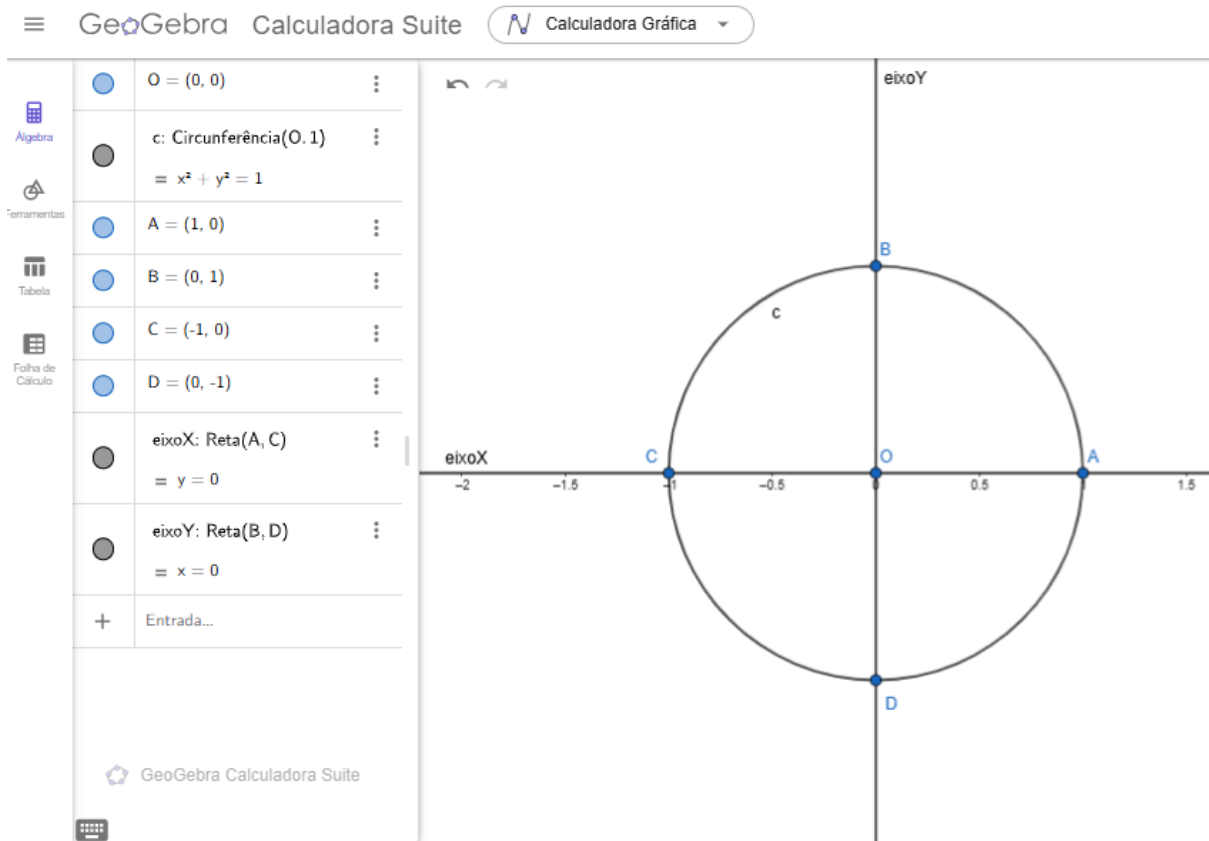 GeoGebra Calculadora Suite Calculadora Gráfica
Álgebra
Ferramentas
Tabela
Folha de
Cálculo
O = (0, 0)
c: Circunferência(O. 1)
= x² + y² = 1
A = (1, 0)
B = (0, 1)
C = (-1, 0)
D = (0, -1)
eixoX: Reta(A, C)
= y = 0
eixoY: Reta(B, D)
= x = 0
+ Entrada...
GeoGebra Calculadora Suite
eixoY
B
c
eixoX C O A
-2 -1.5 -1 -0.5 0 0.5 1 1.5
D